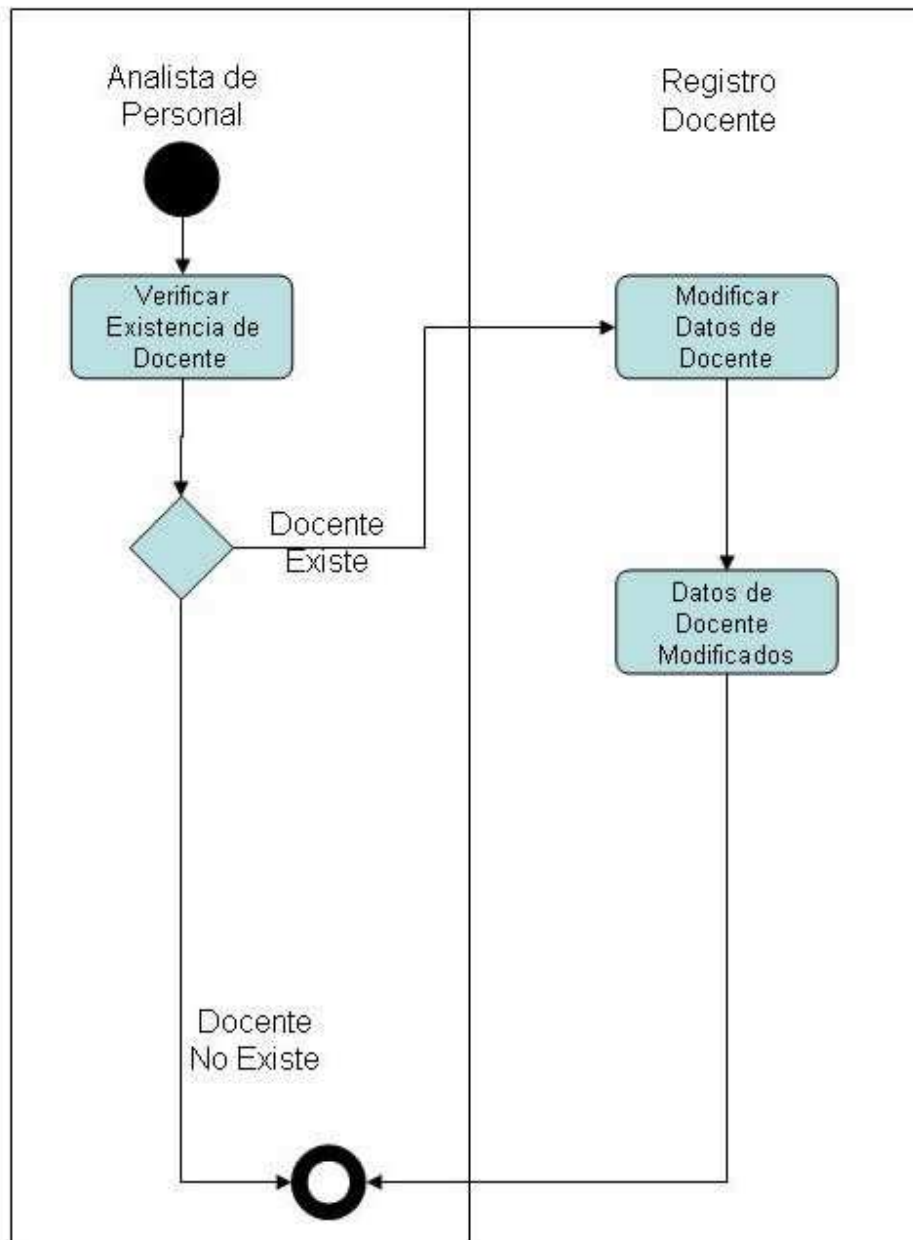 Analista de
Personal
Registro
Docente
Verificar
Existencia de
Docente
Modificar
Datos de
Docente
Docente
Existe
Datos de
Docente
Modificados
Docente
No Existe